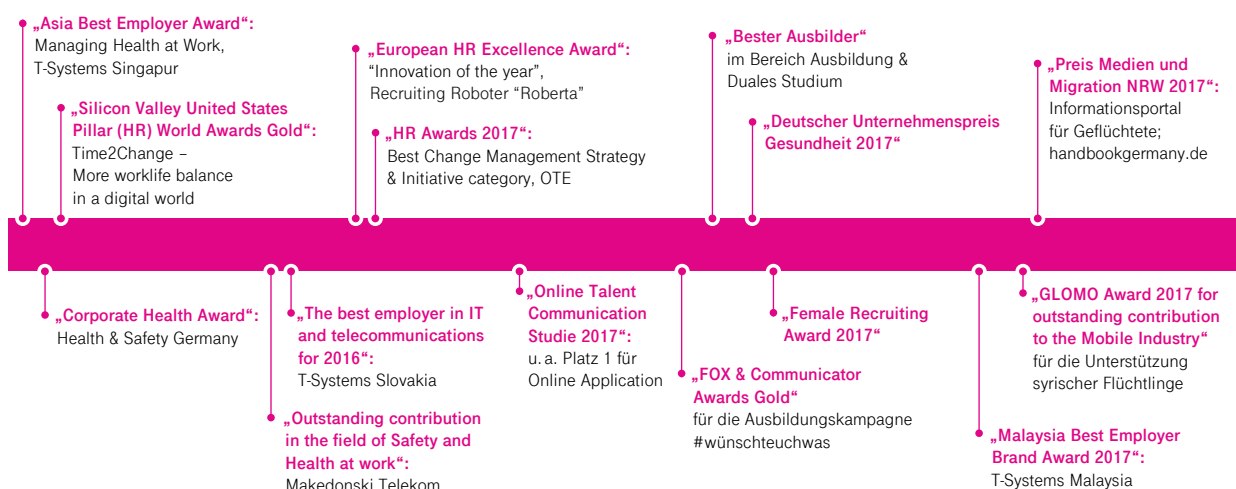 „Asia Best Employer Award“:
Managing Health at Work,
T-Systems Singapur
„Silicon Valley United States
Pillar (HR) World Awards Gold“:
Time2Change –
More worklife balance
in a digital world
„European HR Excellence Award“:
“Innovation of the year”,
Recruiting Roboter “Roberta”
„HR Awards 2017“:
Best Change Management Strategy
& Initiative category, OTE
„Bester Ausbilder“
im Bereich Ausbildung &
Duales Studium
„Deutscher Unternehmenspreis
Gesundheit 2017“
„Preis Medien und
Migration NRW 2017“:
Informationsportal
für Geflüchtete;
handbookgermany.de
„Corporate Health Award“:
Health & Safety Germany
„Outstanding contribution
in the field of Safety and
Health at work“:
Makedonski Telekom
„The best employer in IT
and telecommunications
for 2016“:
T-Systems Slovakia
„Online Talent
Communication
Studie 2017“:
u. a. Platz 1 für
Online Application
„FOX & Communicator
Awards Gold“
für die Ausbildungskampagne
#wünschteuchwas
„Female Recruiting
Award 2017“
„Malaysia Best Employer
Brand Award 2017“:
T-Systems Malaysia
„GLOMO Award 2017 for
outstanding contribution
to the Mobile Industry“
für die Unterstützung
syrischer Flüchtlinge